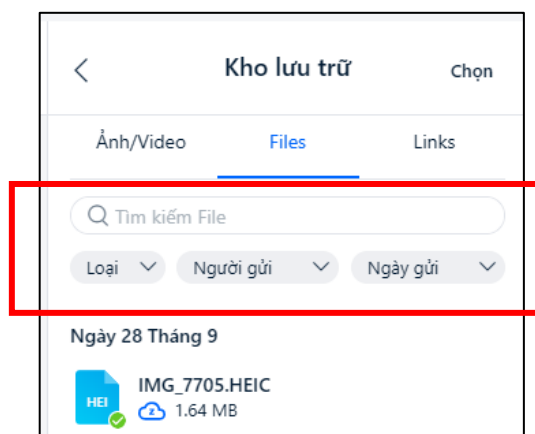 Kho lưu trữ Chọn
Ảnh/Video Files Links
Tìm kiếm File
Loại Người gửi Ngày gửi
Ngày 28 Tháng 9
IMG_7705.HEIC
HEI
1.64 MB